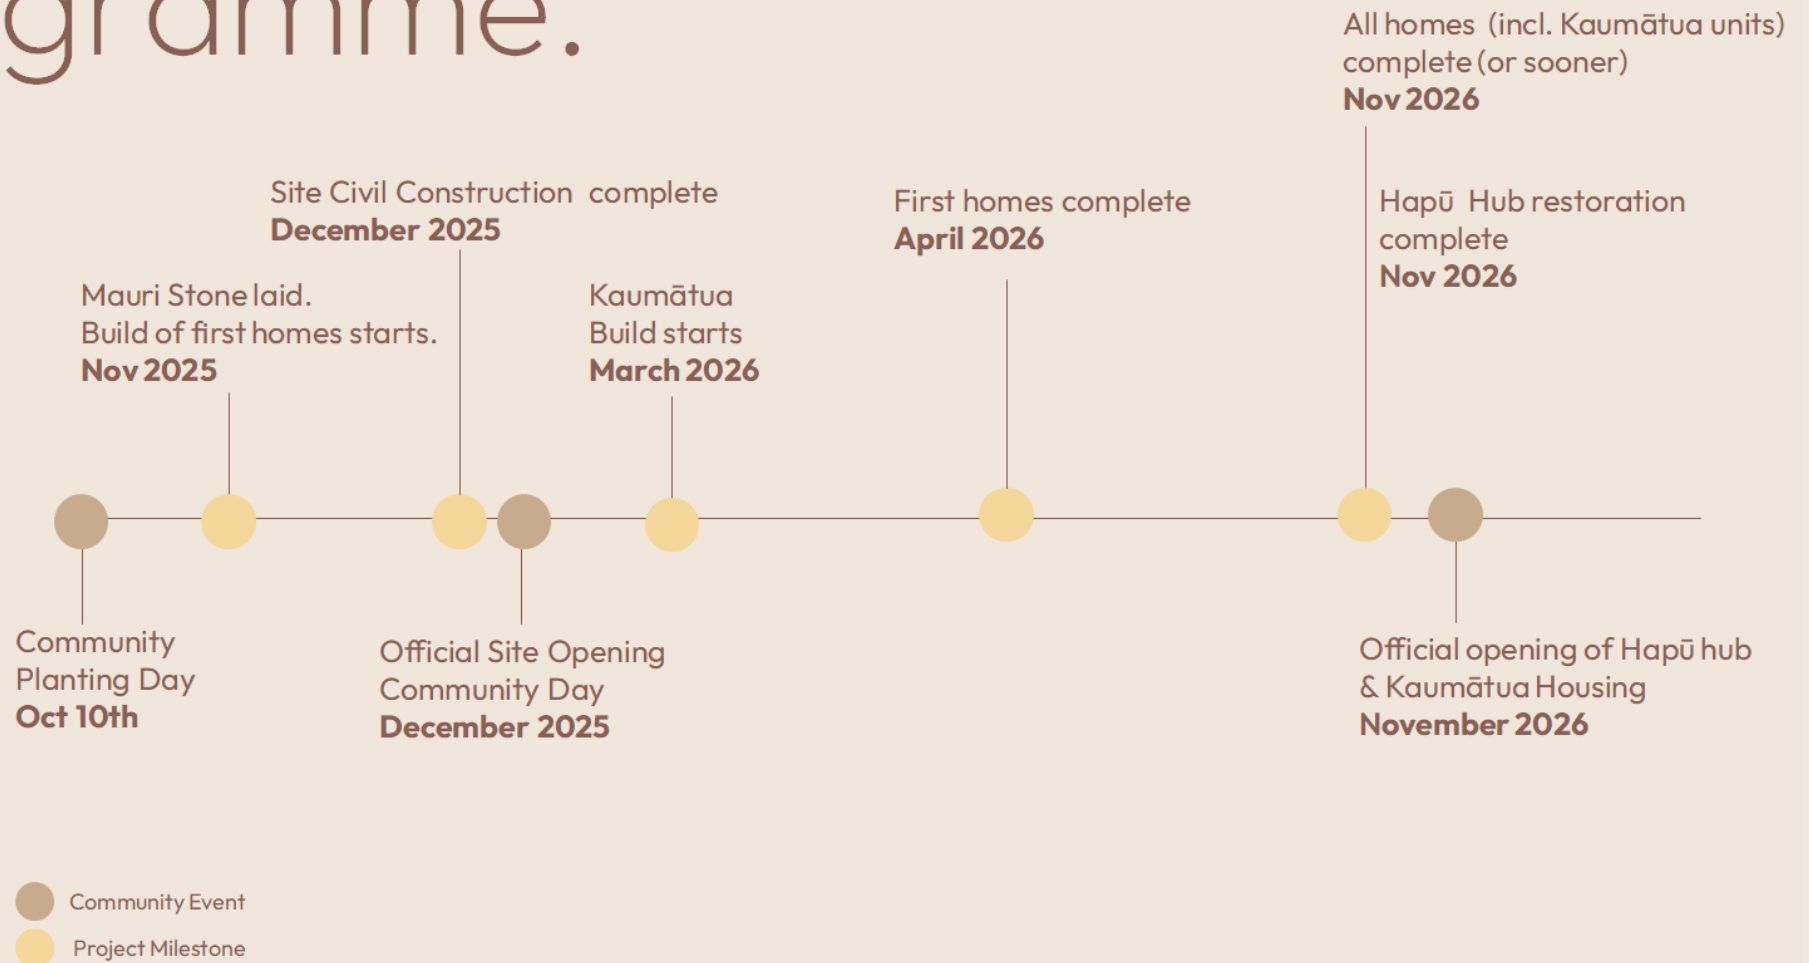 gramme.
All homes (incl. Kaumātua units)
complete (or sooner)
Nov 2026
Site Civil Construction complete
December 2025
First homes complete
April 2026
Hapū Hub restoration
complete
Nov 2026
Mauri Stone laid.
Build of first homes starts.
Nov 2025
Kaumātua
Build starts
March 2026
Community
Planting Day
Oct 10th
Official Site Opening
Community Day
December 2025
Official opening of Hapū hub
& Kaumātua Housing
November 2026
Community Event
Project Milestone